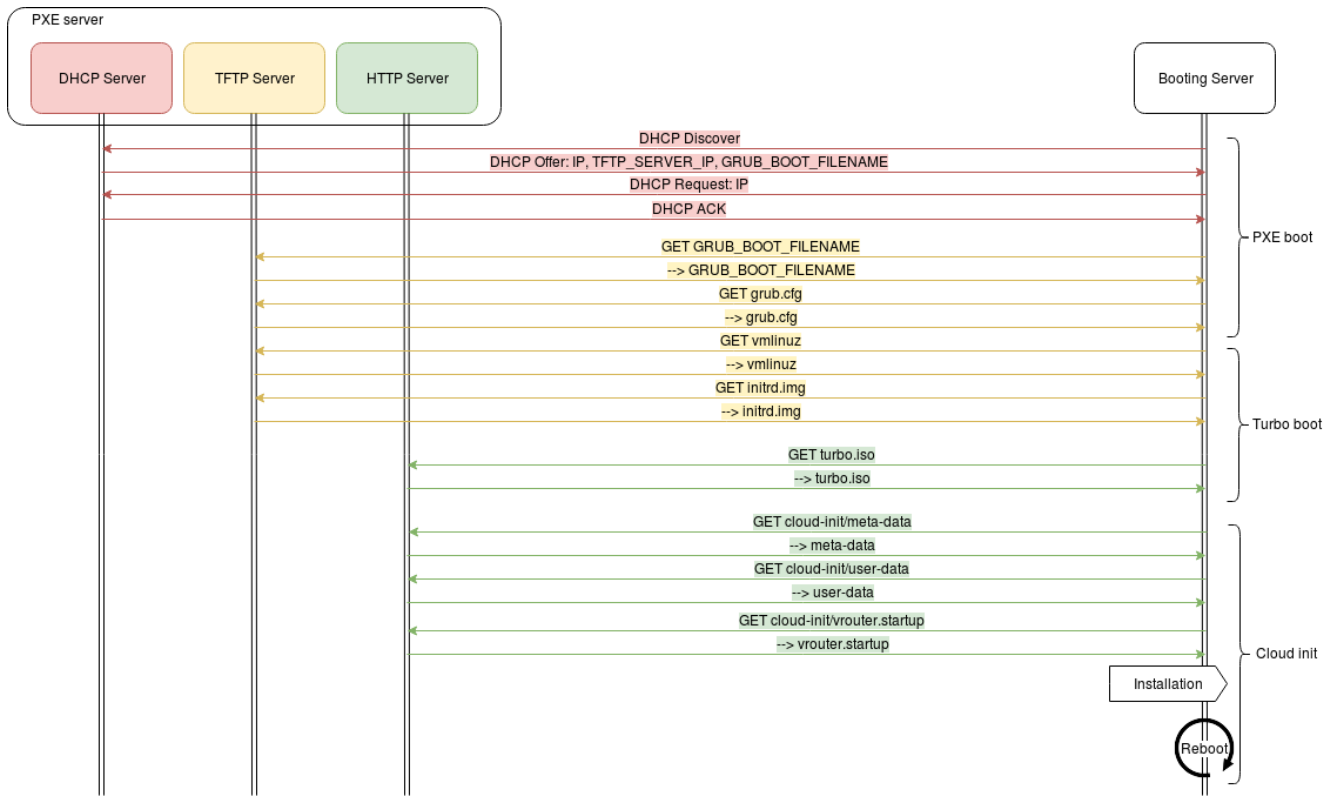 PXE server
DHCP Server
TFTP Server
HTTP Server
Booting Server
DHCP Discover
DHCP Offer: IP, TFTP_SERVER_IP, GRUB_BOOT_FILENAME
DHCP Request: IP
DHCP ACK
PXE boot
GET GRUB_BOOT_FILENAME
--> GRUB_BOOT_FILENAME
GET grub.cfg
--> grub.cfg
GET vmlinuz
--> vmlinuz
GET initrd.img
--> initrd.img
Turbo boot
GET turbo.iso
--> turbo.iso
GET cloud-init/meta-data
--> meta-data
GET cloud-init/user-data
--> user-data
GET cloud-init/vrouter.startup
--> vrouter.startup
Cloud init
Installation
Reboot